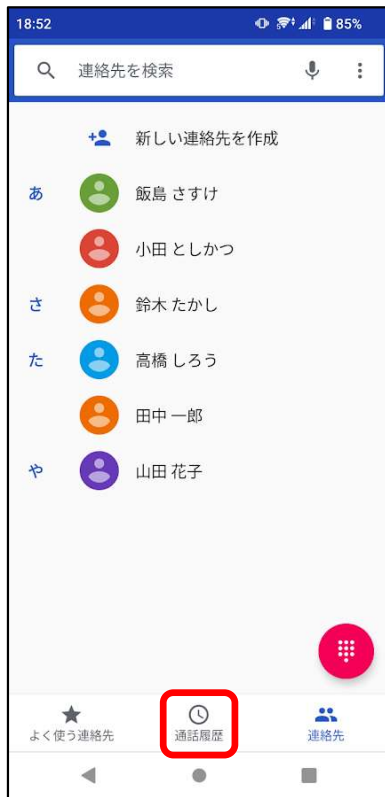 18:52 85%
連絡先を検索
新しい連絡先を作成
あ 飯島 さすけ
小田 としかつ
さ 鈴木 たかし
た 高橋 しろう
田中 一郎
や 山田 花子
よく使う連絡先 通話履歴 連絡先